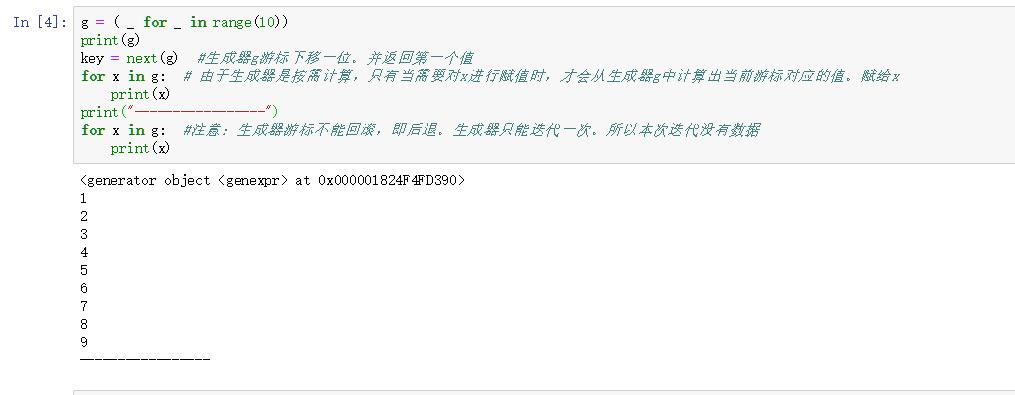 In [4]: g = ( _ for _ in range(10))
print(g)
key = next(g)  #生成器g游标下移一位。并返回第一个值
for x in g:  # 由于生成器是按需计算，只有当需要对x进行赋值时，才会从生成器g中计算出当前游标对应的值。赋给x
    print(x)
print("-----------------")
for x in g:  #注意：生成器游标不能回滚，即后退。生成器只能迭代一次。所以本次迭代没有数据
    print(x)
<generator object <genexpr> at 0x000001824F4FD390>
1
2
3
4
5
6
7
8
9
-----------------